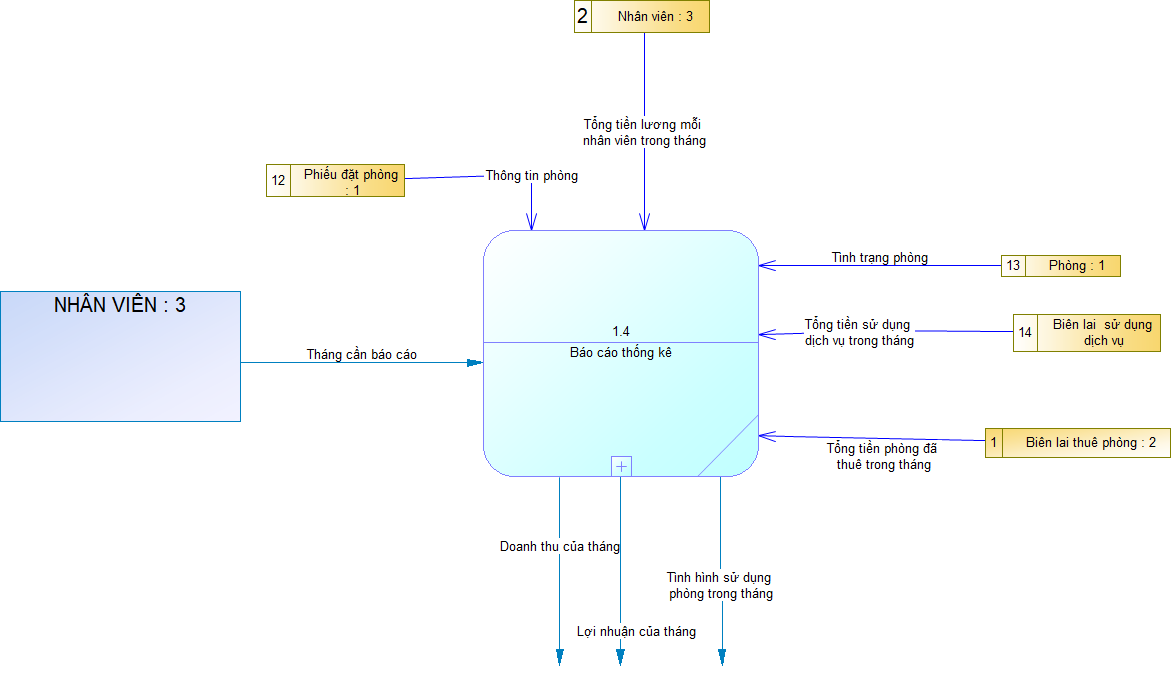 2 Nhân viên : 3
Tổng tiền lương mỗi
nhân viên trong tháng
12 Phiếu đặt phòng
: 1
Thông tin phòng
Tình trạng phòng
13 Phòng : 1
NHÂN VIÊN : 3
Tháng cần báo cáo
1.4
Báo cáo thống kê
Tổng tiền sử dụng
dịch vụ trong tháng
14 Biên lai sử dụng
dịch vụ
Tổng tiền phòng đã
thuê trong tháng
1 Biên lai thuê phòng : 2
Doanh thu của tháng
Tình hình sử dụng
phòng trong tháng
Lợi nhuận của tháng